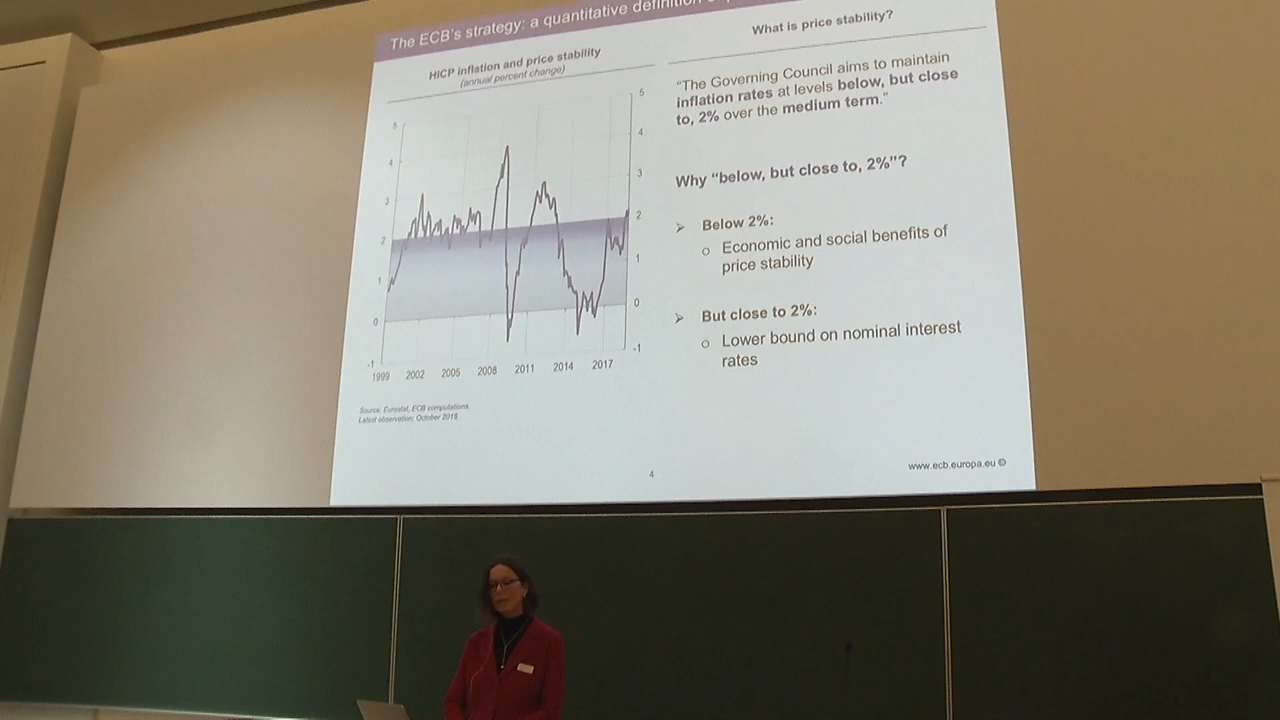 The ECB's strategy: a quantitative definition
HICP inflation and price stability
(annual percent change)
5
4
3
2
1
0
-1
5
4
3
2
1
0
-1
1999 2002 2005 2008 2011 2014 2017
Source: Eurostat, ECB computations.
Latest observation: October 2018.
What is price stability?
"The Governing Council aims to maintain
inflation rates at levels below, but close
to, 2% over the medium term."
Why "below, but close to, 2%"?
Below 2%:
Economic and social benefits of
price stability
But close to 2%:
Lower bound on nominal interest
rates
4
www.ecb.europa.eu ©